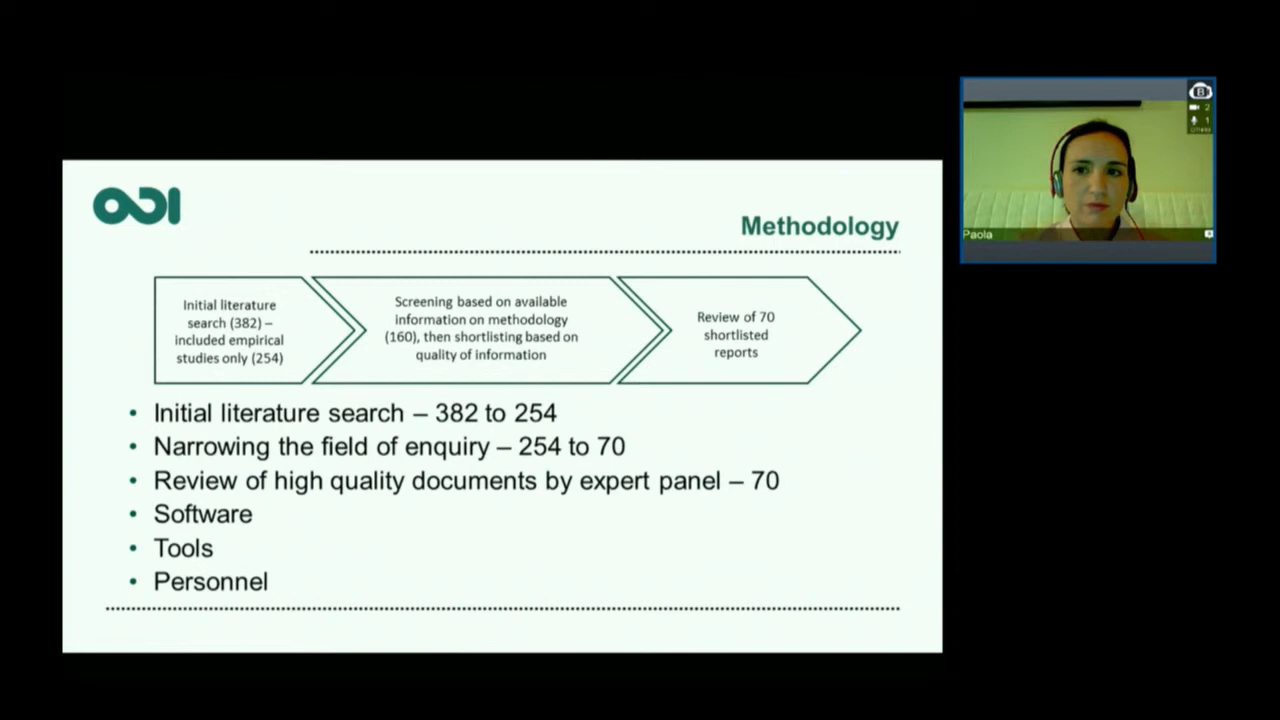 ODI
Methodology
Initial literature
search (382) –
included empirical
studies only (254)
Screening based on available
information on methodology
(160), then shortlisting based on
quality of information
Review of 70
shortlisted
reports
• Initial literature search – 382 to 254
• Narrowing the field of enquiry – 254 to 70
• Review of high quality documents by expert panel – 70
• Software
• Tools
• Personnel
B
2
1
Paola